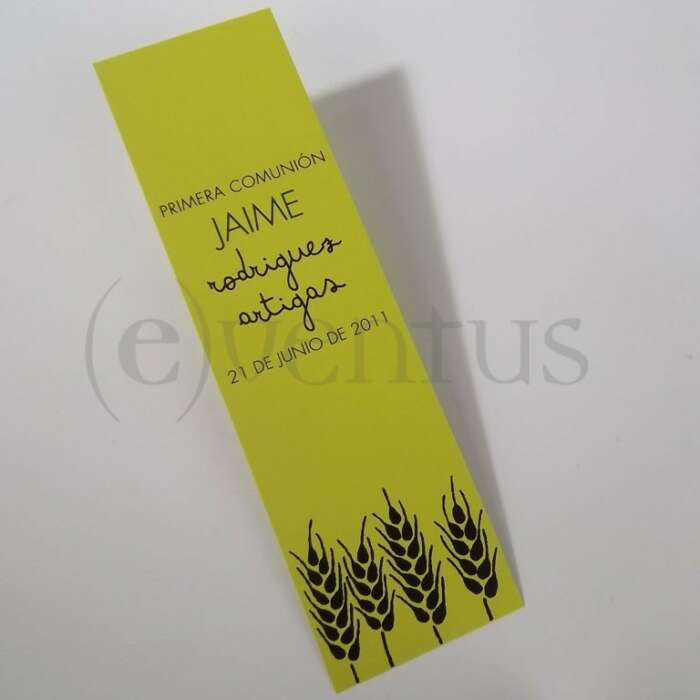 PRIMERA COMUNIÓN
JAIME
rodriguez
artigas
21 DE JUNIO DE 2011
(e)ventus